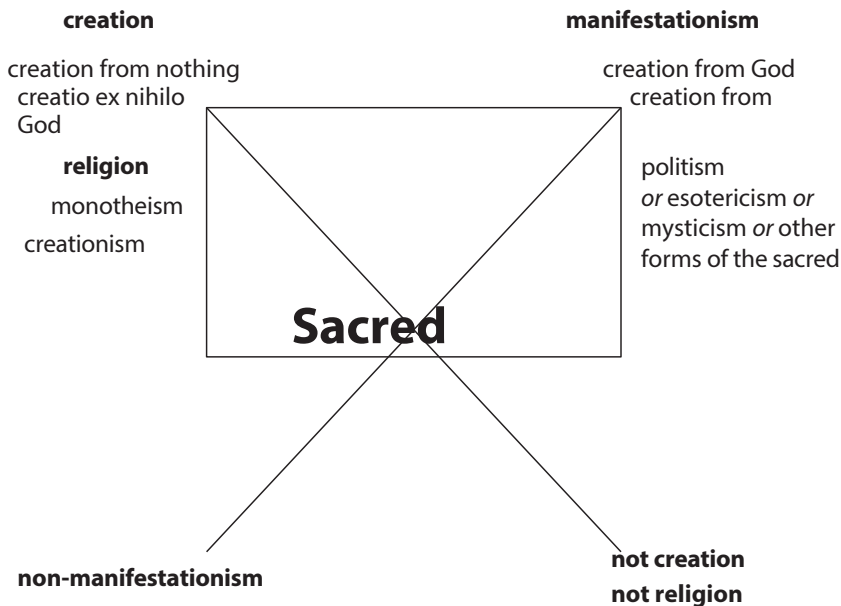 creation
manifestationism
creation from nothing
creatio ex nihilo
God
creation from God
creation from
religion
monotheism
creationism
politism
or esotericism or
mysticism or other
forms of the sacred
Sacred
non-manifestationism
not creation
not religion